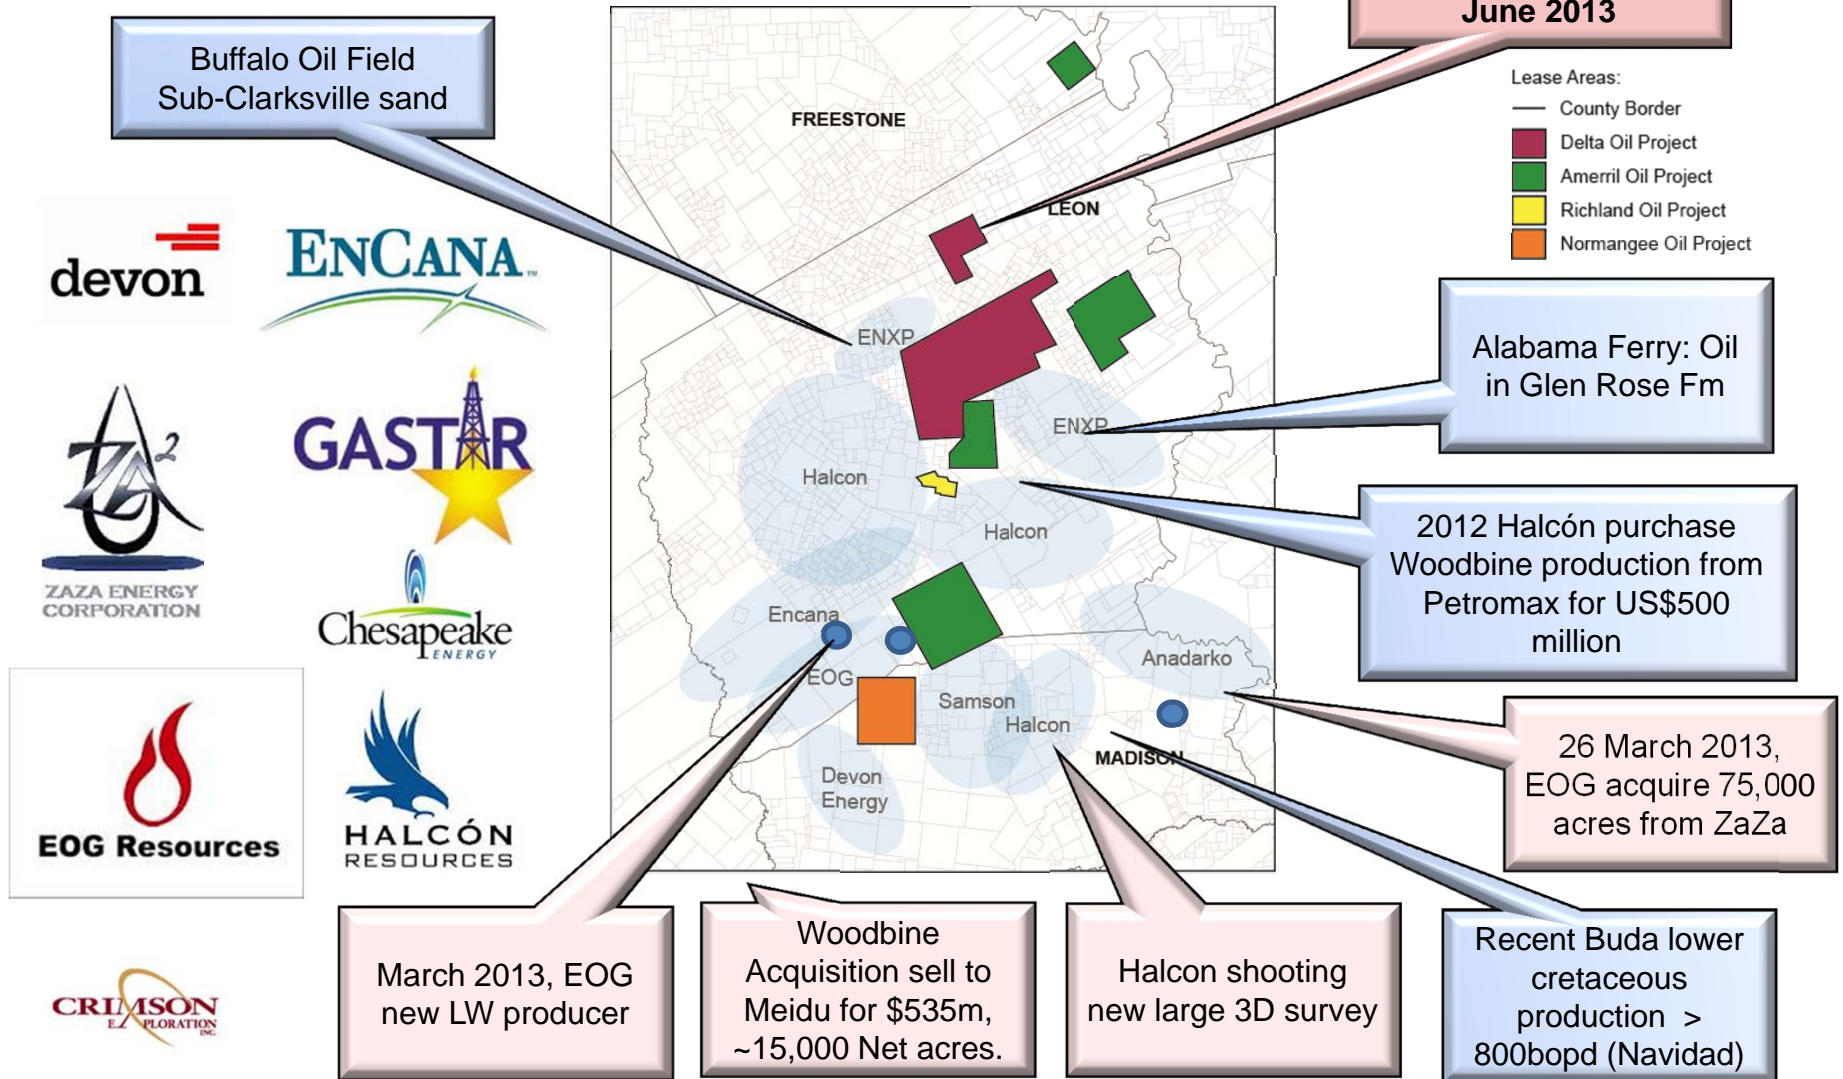 June 2013
Buffalo Oil Field
Sub-Clarksville sand
Lease Areas:
County Border
Delta Oil Project
Amerril Oil Project
Richland Oil Project
Normangee Oil Project
FREESTONE
LEON
devon
ENCANA™
ENXP
Alabama Ferry: Oil
in Glen Rose Fm
ZA2
ZAZA ENERGY
CORPORATION
GASTAR
ENXP
Halcon
Halcon
2012 Halcón purchase
Woodbine production from
Petromax for US$500
million
Chesapeake
ENERGY
Encana
EOG
Samson
Halcon
Anadarko
MADISON
Devon
Energy
26 March 2013,
EOG acquire 75,000
acres from ZaZa
EOG Resources
HALCÓN
RESOURCES
CRIMSON
EXPLORATION
INC.
March 2013, EOG
new LW producer
Woodbine
Acquisition sell to
Meidu for $535m,
~15,000 Net acres.
Halcon shooting
new large 3D survey
Recent Buda lower
cretaceous
production >
800bopd (Navidad)